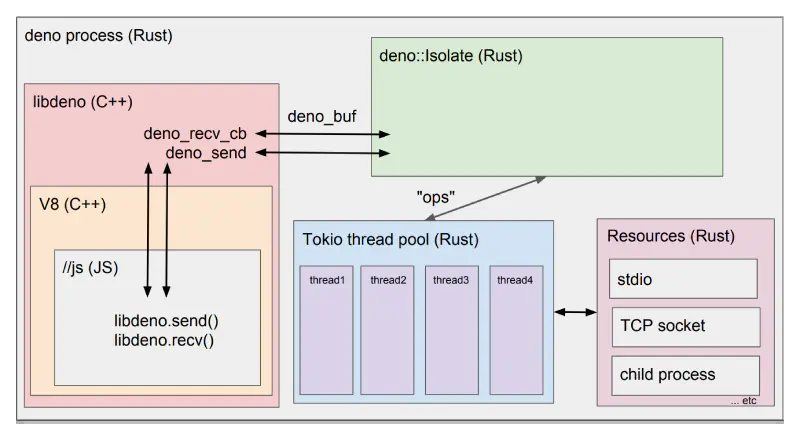 deno process (Rust)
deno::Isolate (Rust)
libdeno (C++)
deno_buf
deno_recv_cb
deno_send
"ops"
V8 (C++)
//js (JS)
libdeno.send()
libdeno.recv()
Tokio thread pool (Rust)
thread1
thread2
thread3
thread4
Resources (Rust)
stdio
TCP socket
child process
... etc